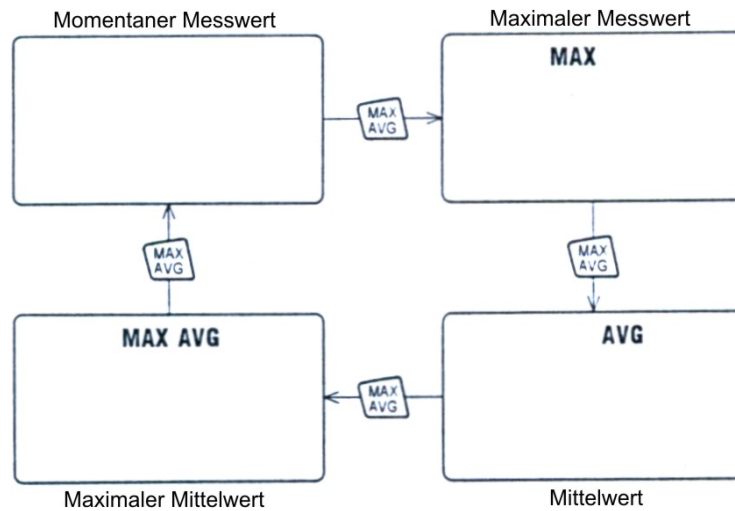 Momentaner Messwert
Maximaler Messwert
MAX
MAX
AVG
MAX
AVG
MAX
AVG
MAX AVG
AVG
MAX
AVG
Maximaler Mittelwert
Mittelwert